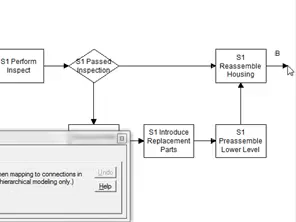 S1 Perform
Inspect
S1 Passed
Inspection
S1
Reassemble
Housing
B
S1 Introduce
Replacement
Parts
S1
Preassemble
Lower Level
en mapping to connections in
hierarchical modeling only.)
Undo
Help